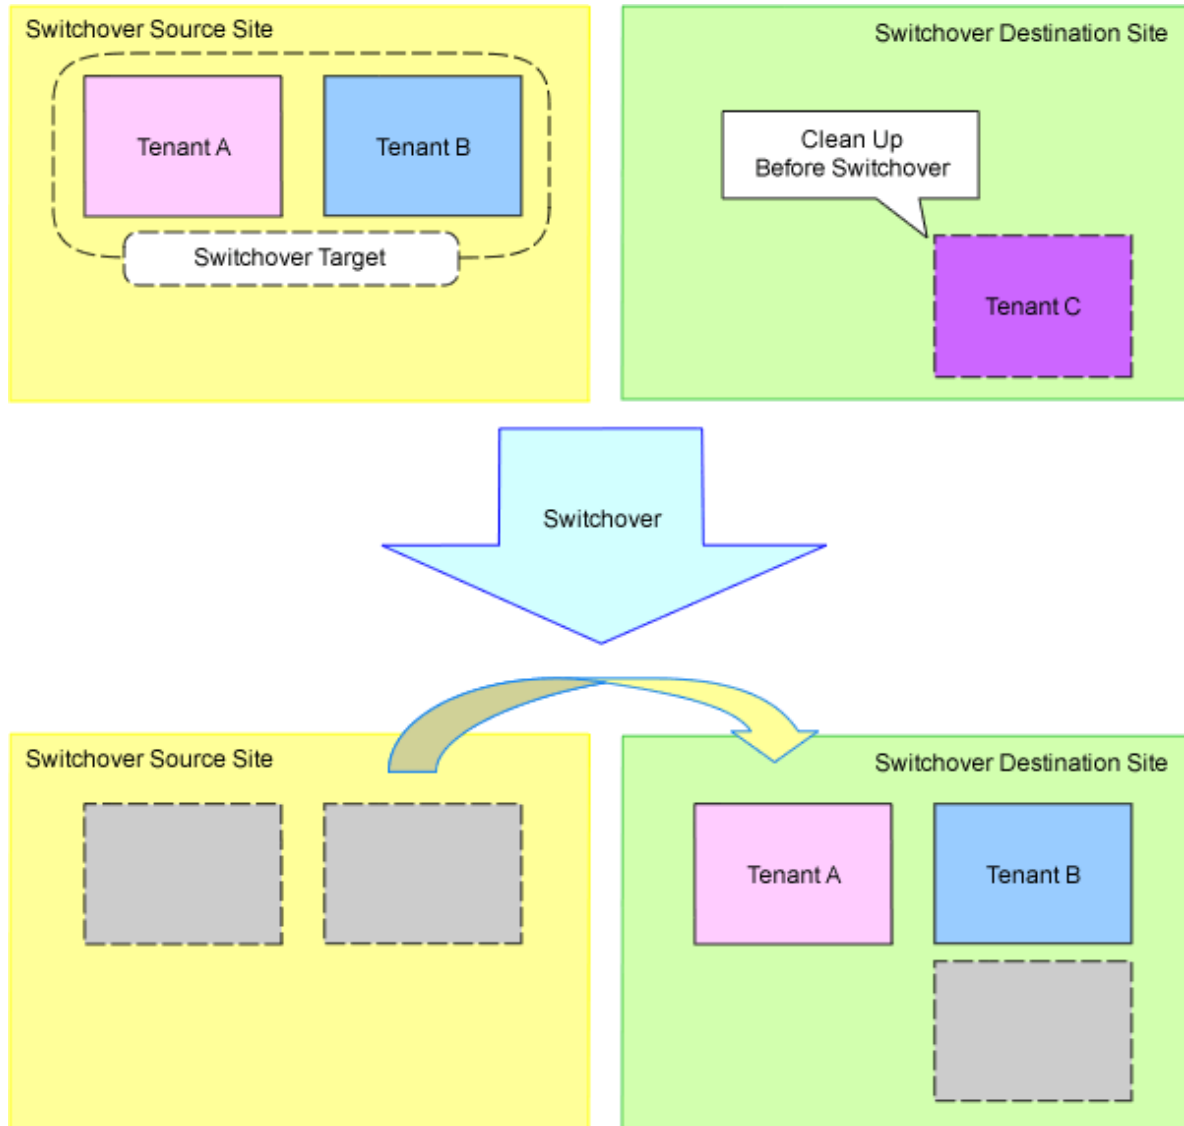 Switchover Source Site
Switchover Destination Site
Tenant A
Tenant B
Clean Up
Before Switchover
Switchover Target
Tenant C
Switchover
Switchover Source Site
Switchover Destination Site
Tenant A
Tenant B